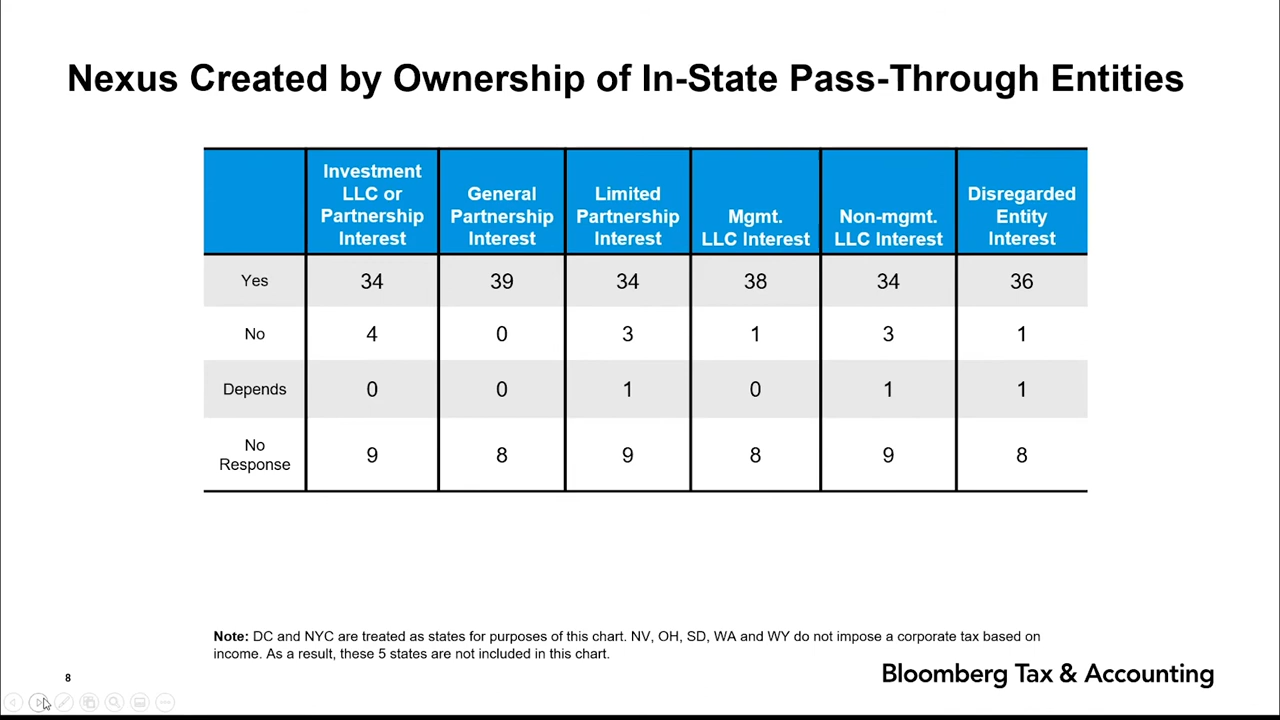 Nexus Created by Ownership of In-State Pass-Through Entities
Investment LLC or Partnership Interest | General Partnership Interest | Limited Partnership Interest | Mgmt. LLC Interest | Non-mgmt. LLC Interest | Disregarded Entity Interest
Yes 34 39 34 38 34 36
No 4 0 3 1 3 1
Depends 0 0 1 0 1 1
No Response 9 8 9 8 9 8
Note: DC and NYC are treated as states for purposes of this chart. NV, OH, SD, WA and WY do not impose a corporate tax based on
income. As a result, these 5 states are not included in this chart.
8
Bloomberg Tax & Accounting